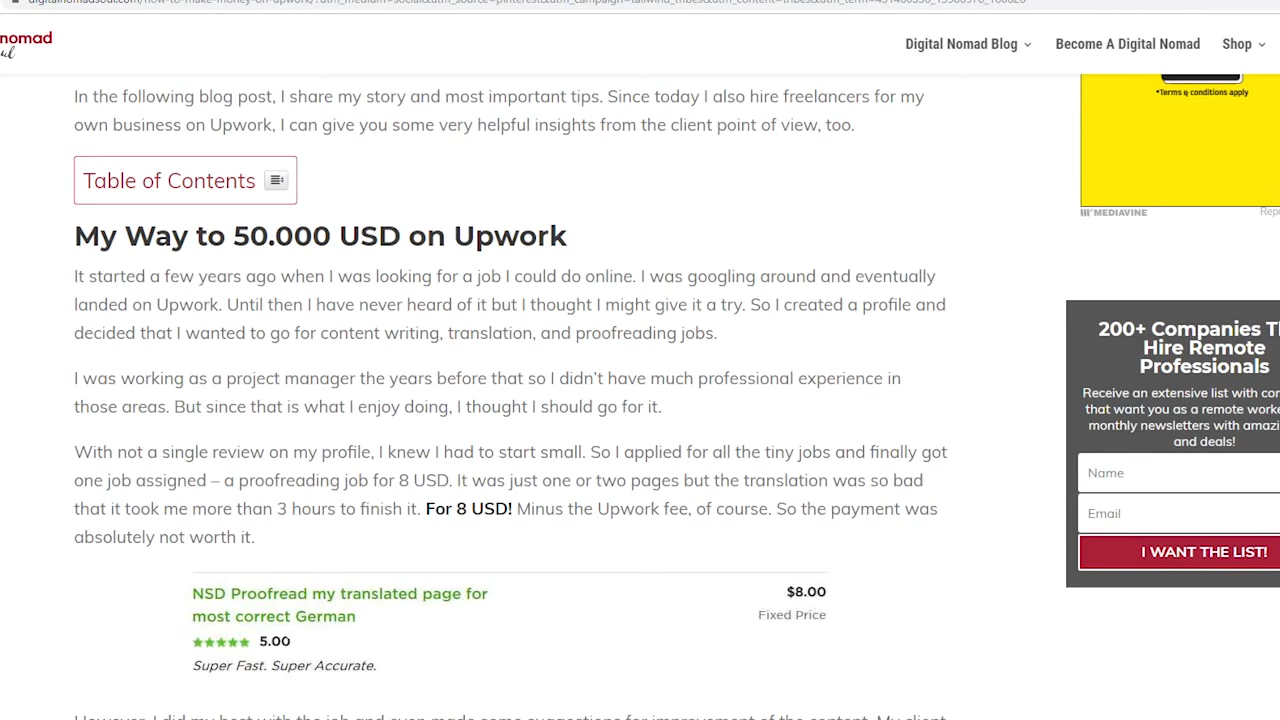 nomad
Digital Nomad Blog
Become A Digital Nomad
Shop
In the following blog post, I share my story and most important tips. Since today I also hire freelancers for my
own business on Upwork, I can give you some very helpful insights from the client point of view, too.
*Terms & conditions apply
Table of Contents
MEDIAVINE
My Way to 50.000 USD on Upwork
It started a few years ago when I was looking for a job I could do online. I was googling around and eventually
landed on Upwork. Until then I have never heard of it but I thought I might give it a try. So I created a profile and
decided that I wanted to go for content writing, translation, and proofreading jobs.
I was working as a project manager the years before that so I didn't have much professional experience in
those areas. But since that is what I enjoy doing, I thought I should go for it.
With not a single review on my profile, I knew I had to start small. So I applied for all the tiny jobs and finally got
one job assigned – a proofreading job for 8 USD. It was just one or two pages but the translation was so bad
that it took me more than 3 hours to finish it. For 8 USD! Minus the Upwork fee, of course. So the payment was
absolutely not worth it.
200+ Companies
Hire Remote
Professionals
Receive an extensive list with
that want you as a remote
monthly newsletters with
and deals!
Name
Email
I WANT THE LIST!
NSD Proofread my translated page for
most correct German
$8.00
Fixed Price
5.00
Super Fast. Super Accurate.